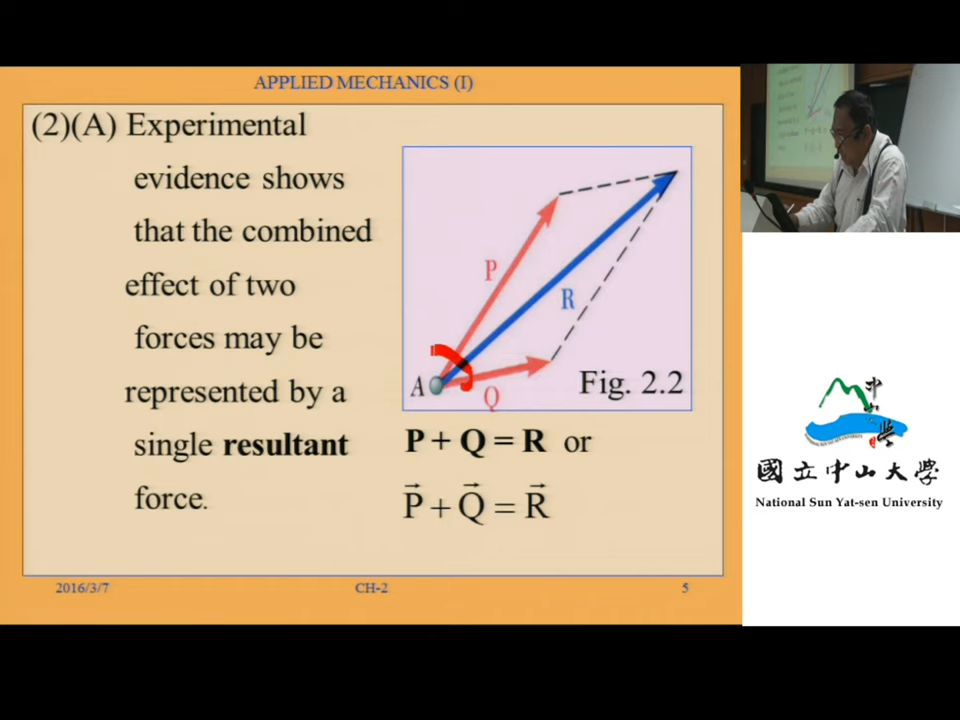 APPLIED MECHANICS (I)
(2)(A) Experimental
evidence shows
that the combined
effect of two
forces may be
represented by a
single resultant
force.
P
R
A
Q
Fig. 2.2
P + Q = R or
P⃗ + Q⃗ = R⃗
2016/3/7
CH-2
5
國立中山大學
National Sun Yat-sen University